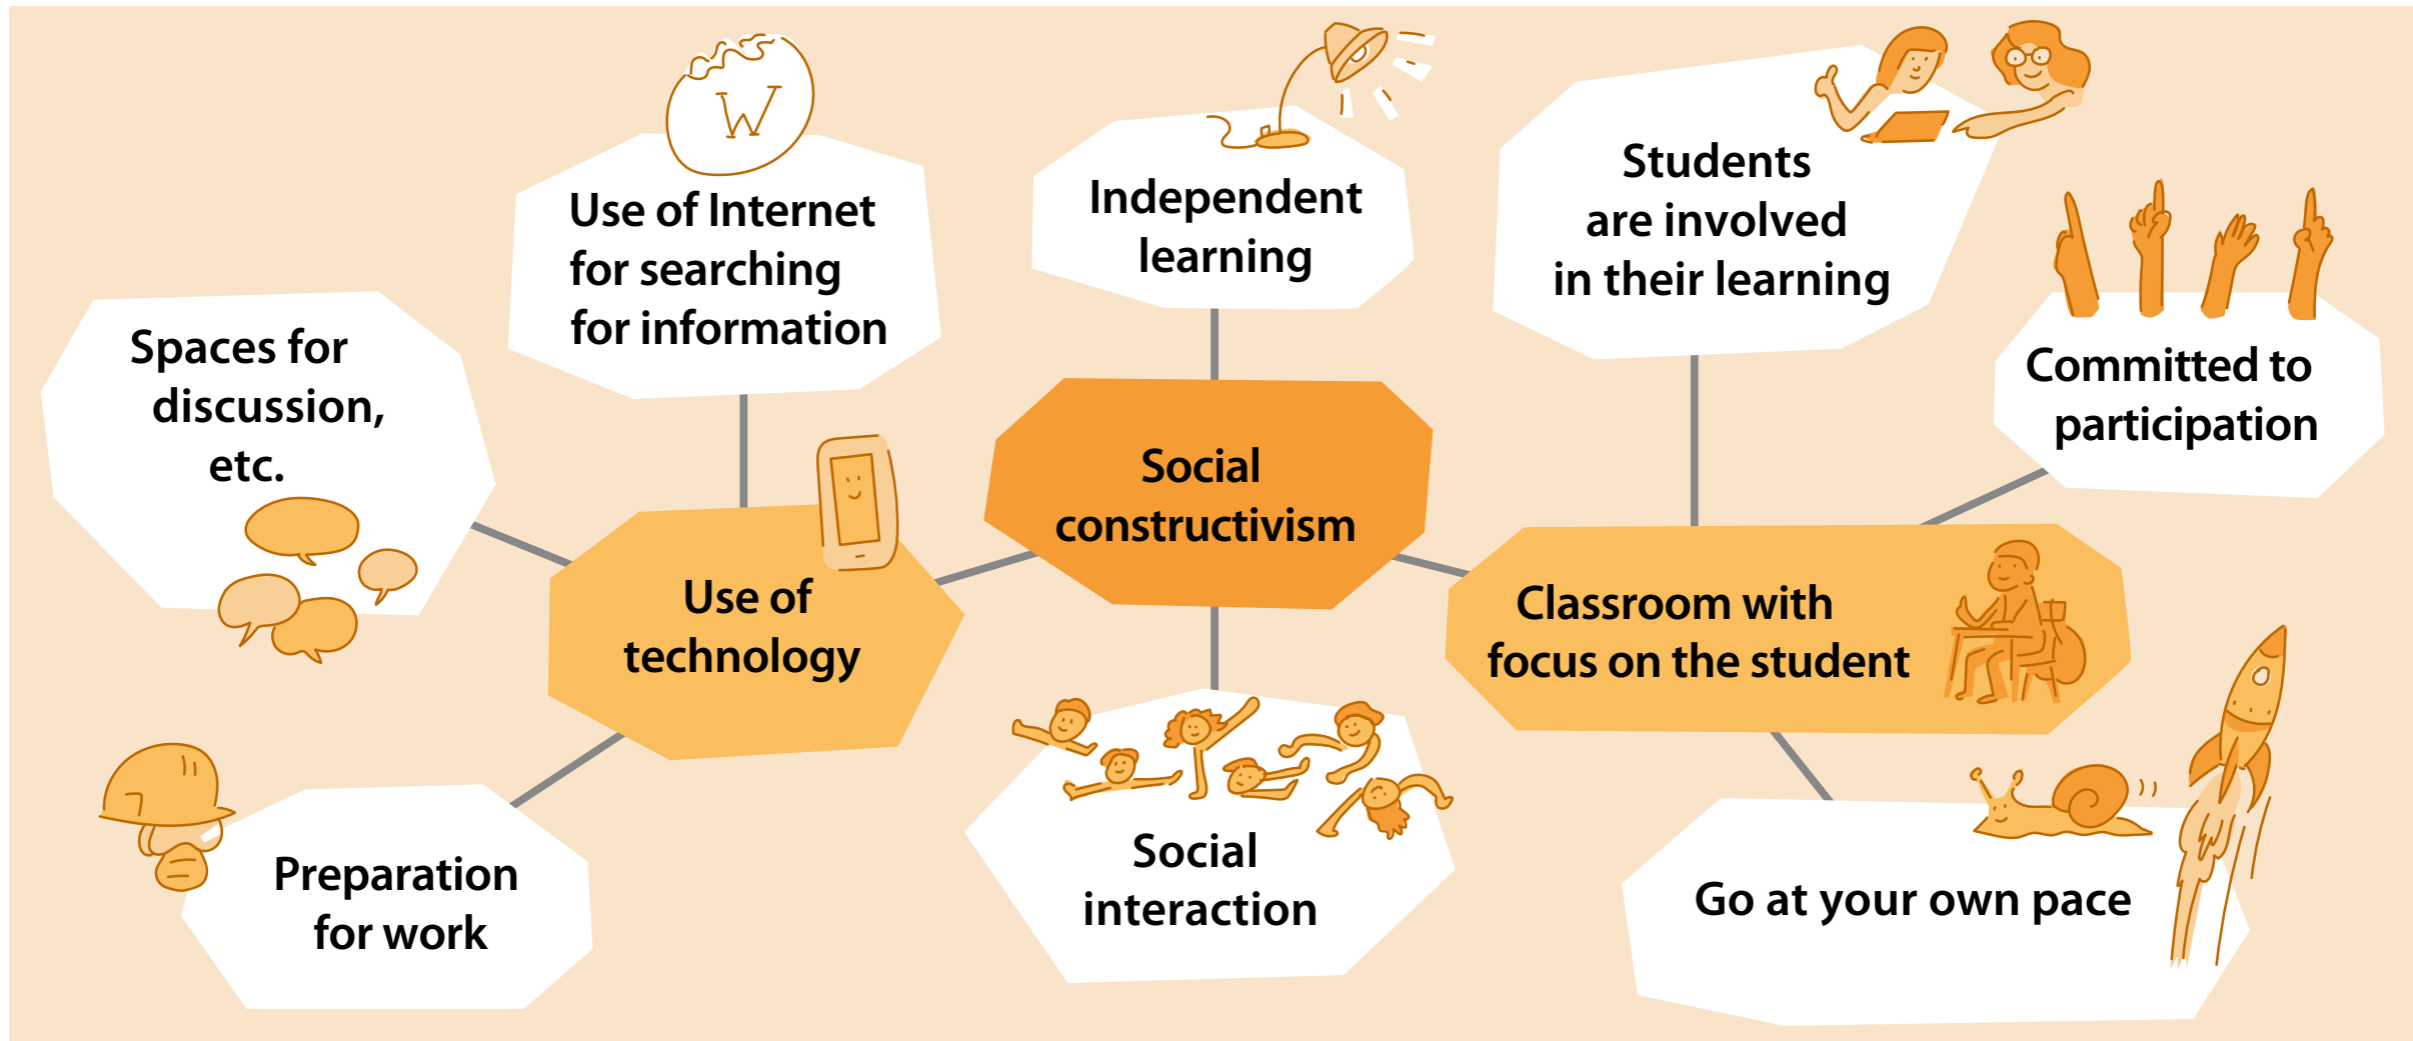 W
Use of Internet
for searching
for information
Independent
learning
Students
are involved
in their learning
Spaces for
discussion,
etc.
Committed to
participation
Social
constructivism
Use of
technology
Classroom with
focus on the student
Preparation
for work
Social
interaction
Go at your own pace